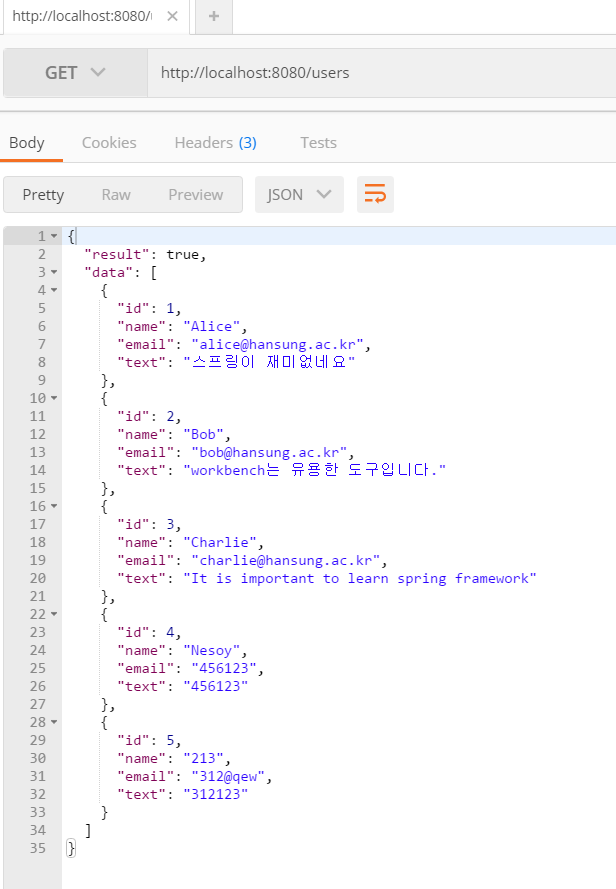 http://localhost:8080/u
GET http://localhost:8080/users
Body Cookies Headers (3) Tests
Pretty Raw Preview JSON
1 {
2 "result": true,
3 "data": [
4 {
5 "id": 1,
6 "name": "Alice",
7 "email": "alice@hansung.ac.kr",
8 "text": "스프링이 재미없네요"
9 },
10 {
11 "id": 2,
12 "name": "Bob",
13 "email": "bob@hansung.ac.kr",
14 "text": "workbench는 유용한 도구입니다."
15 },
16 {
17 "id": 3,
18 "name": "Charlie",
19 "email": "charlie@hansung.ac.kr",
20 "text": "It is important to learn spring framework"
21 },
22 {
23 "id": 4,
24 "name": "Nesoy",
25 "email": "456123",
26 "text": "456123"
27 },
28 {
29 "id": 5,
30 "name": "213",
31 "email": "312@qew",
32 "text": "312123"
33 }
34 ]
35 }